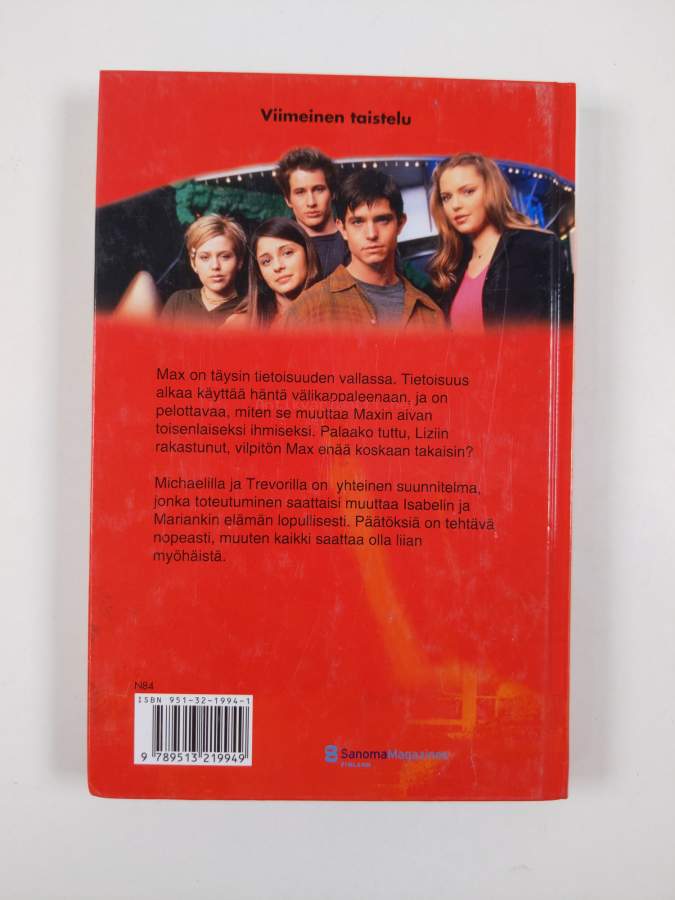 Viimeinen taistelu
Max on täysin tietoisuuden vallassa. Tietoisuus
alkaa käyttää häntä välikappaleenaan, ja on
pelottavaa, miten se muuttaa Maxin aivan
toisenlaiseksi ihmiseksi. Palaako tuttu, Liziin
rakastunut, vilpitön Max enää koskaan takaisin?
Michaelilla ja Trevorilla on yhteinen suunnitelma,
jonka toteutuminen saattaisi muuttaa Isabelin ja
Mariankin elämän lopullisesti. Päätöksiä on tehtävä
nopeasti, muuten kaikki saattaa olla liian
myöhäistä.
N84
ISBN 951-32-1994-1
9 789513 219949
SanomaMagazines
FINLAND